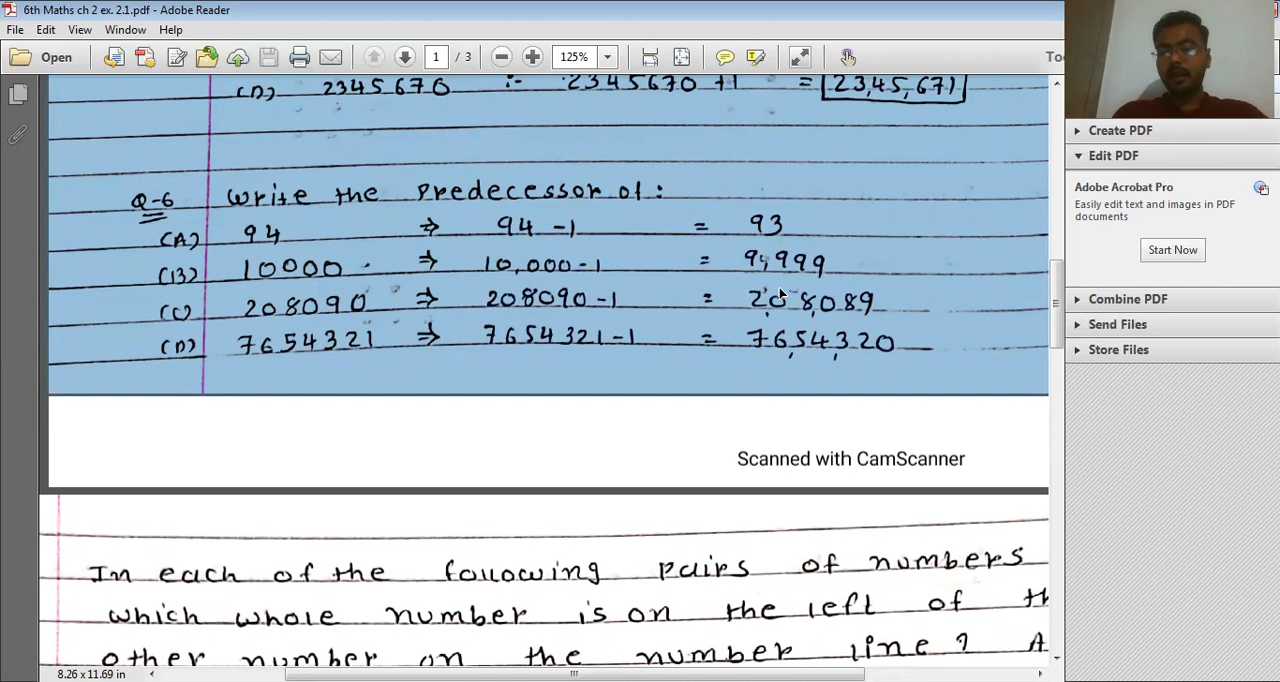 6th Maths ch 2 ex. 2.1.pdf - Adobe Reader
File Edit View Window Help
Open 1 / 3 125%
(D) 2345670 :- 2345670 +1 = 23,45,671
Create PDF
Edit PDF
Adobe Acrobat Pro
Easily edit text and images in PDF
documents
Start Now
Combine PDF
Send Files
Store Files
Q-6 Write the Predecessor of:
(A) 94 ⇒ 94 -1 = 93
(B) 10000 ⇒ 10,000-1 = 9,999
(C) 208090 ⇒ 208090-1 = 2,08,089
(D) 7654321 ⇒ 7654321-1 = 76,54,320
Scanned with CamScanner
In each of the following pairs of numbers
which whole number is on the left of th
other number on the number line? A
8.26 x 11.69 in